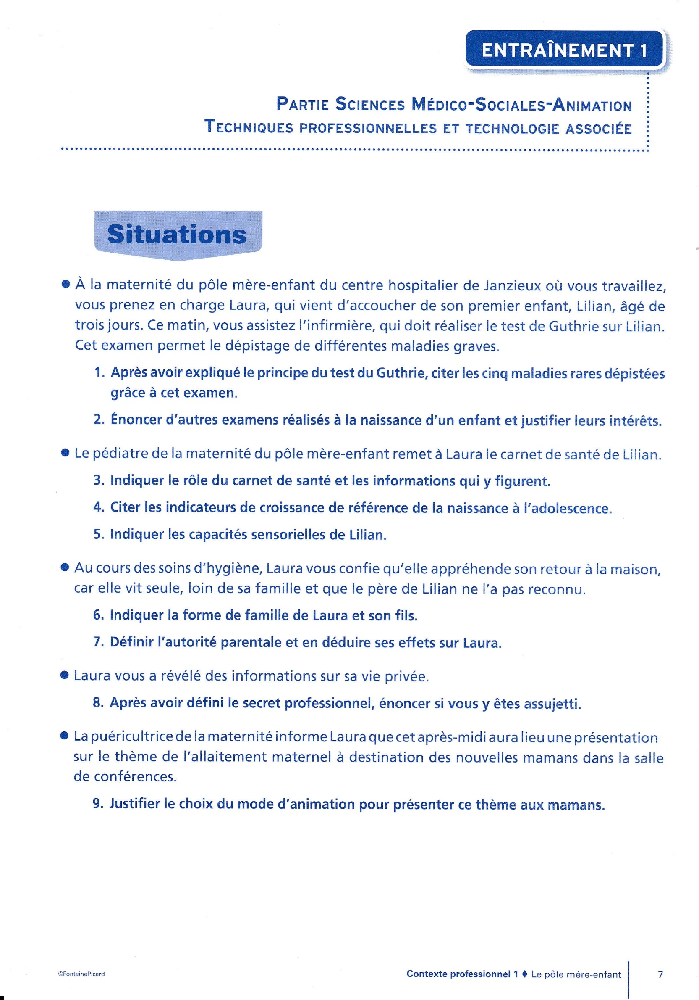 ENTRAÎNEMENT 1
PARTIE SCIENCES MÉDICO-SOCIALES-ANIMATION
TECHNIQUES PROFESSIONNELLES ET TECHNOLOGIE ASSOCIÉE
Situations
● À la maternité du pôle mère-enfant du centre hospitalier de Janzieux où vous travaillez,
vous prenez en charge Laura, qui vient d'accoucher de son premier enfant, Lilian, âgé de
trois jours. Ce matin, vous assistez l'infirmière, qui doit réaliser le test de Guthrie sur Lilian.
Cet examen permet le dépistage de différentes maladies graves.
1. Après avoir expliqué le principe du test du Guthrie, citer les cinq maladies rares dépistées
grâce à cet examen.
2. Énoncer d'autres examens réalisés à la naissance d'un enfant et justifier leurs intérêts.
● Le pédiatre de la maternité du pôle mère-enfant remet à Laura le carnet de santé de Lilian.
3. Indiquer le rôle du carnet de santé et les informations qui y figurent.
4. Citer les indicateurs de croissance de référence de la naissance à l'adolescence.
5. Indiquer les capacités sensorielles de Lilian.
● Au cours des soins d'hygiène, Laura vous confie qu'elle appréhende son retour à la maison,
car elle vit seule, loin de sa famille et que le père de Lilian ne l'a pas reconnu.
6. Indiquer la forme de famille de Laura et son fils.
7. Définir l'autorité parentale et en déduire ses effets sur Laura.
● Laura vous a révélé des informations sur sa vie privée.
8. Après avoir défini le secret professionnel, énoncer si vous y êtes assujetti.
● La puéricultrice de la maternité informe Laura que cet après-midi aura lieu une présentation
sur le thème de l'allaitement maternel à destination des nouvelles mamans dans la salle
de conférences.
9. Justifier le choix du mode d'animation pour présenter ce thème aux mamans.
©FontainePicard
Contexte professionnel 1 ♦ Le pôle mère-enfant 7